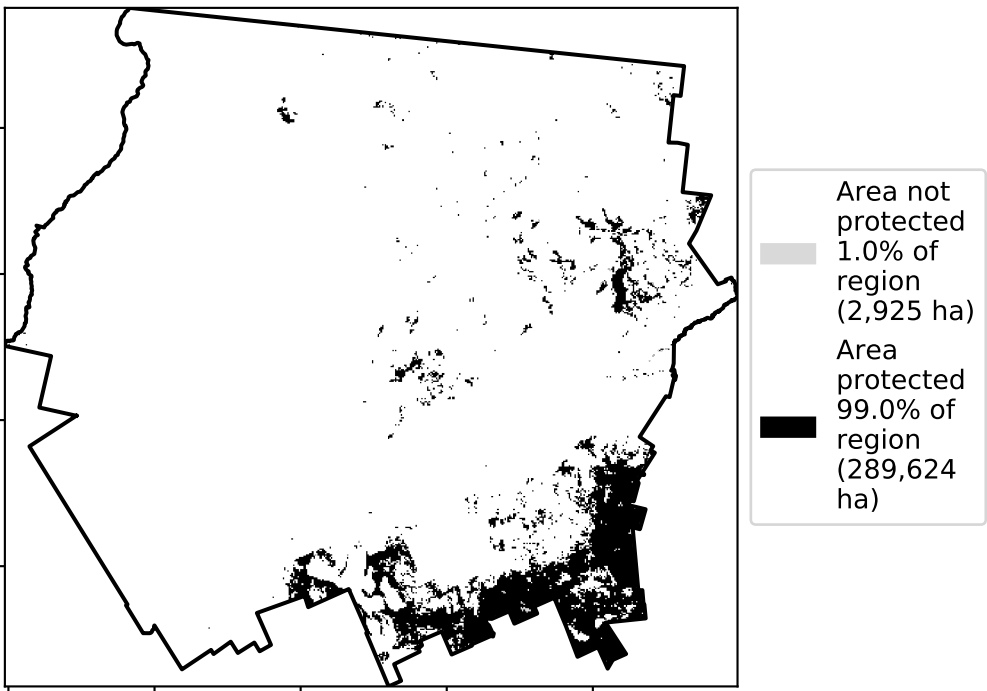 Area not
protected
1.0% of
region
(2,925 ha)
Area
protected
99.0% of
region
(289,624
ha)